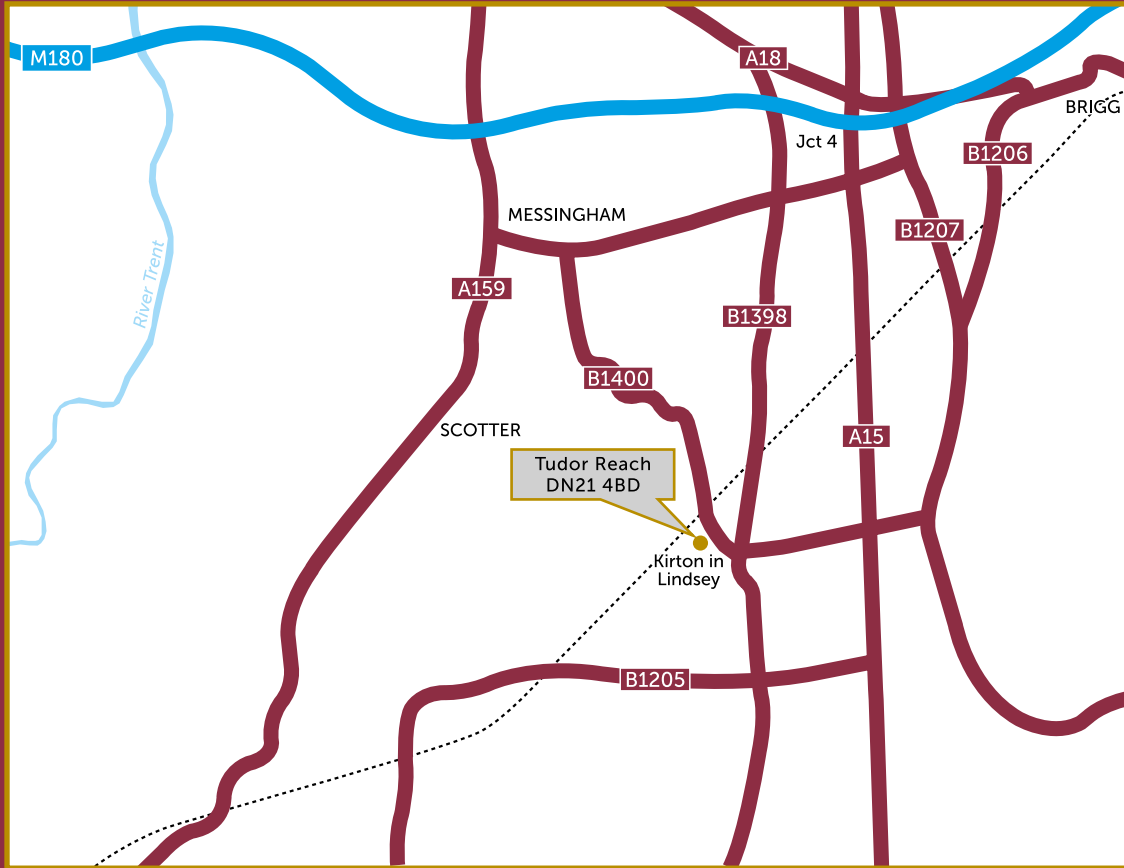 M180
A18
BRIGG
Jct 4
B1206
MESSINGHAM
B1207
River Trent
A159
B1398
B1400
SCOTTER
A15
Tudor Reach
DN21 4BD
Kirton in
Lindsey
B1205